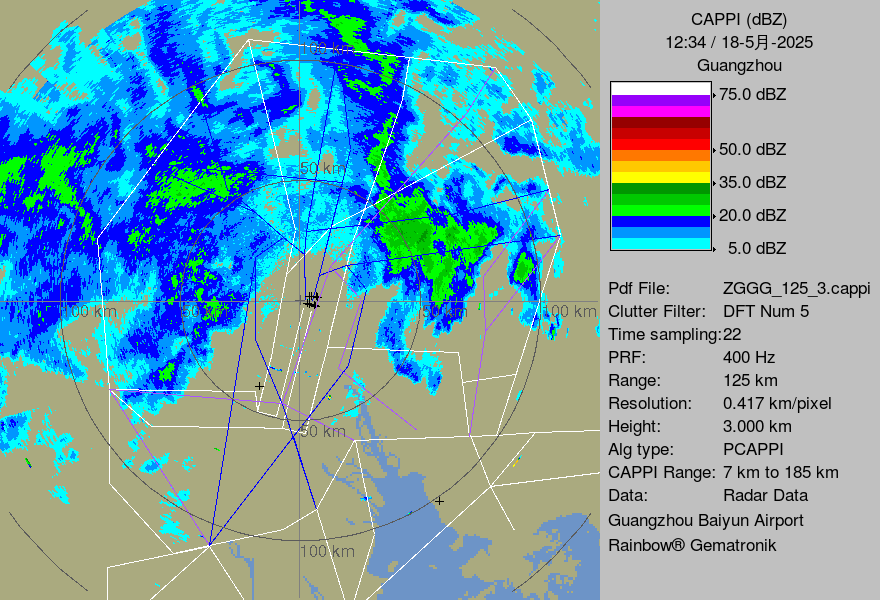 100 km
50 km
100 km
50 km
50 km
100 km
50 km
100 km
CAPPI (dBZ)
12:34 / 18-5月-2025
Guangzhou
75.0 dBZ
50.0 dBZ
35.0 dBZ
20.0 dBZ
5.0 dBZ
Pdf File: ZGGG_125_3.cappi
Clutter Filter: DFT Num 5
Time sampling:22
PRF: 400 Hz
Range: 125 km
Resolution: 0.417 km/pixel
Height: 3.000 km
Alg type: PCAPPI
CAPPI Range: 7 km to 185 km
Data: Radar Data
Guangzhou Baiyun Airport
Rainbow® Gematronik